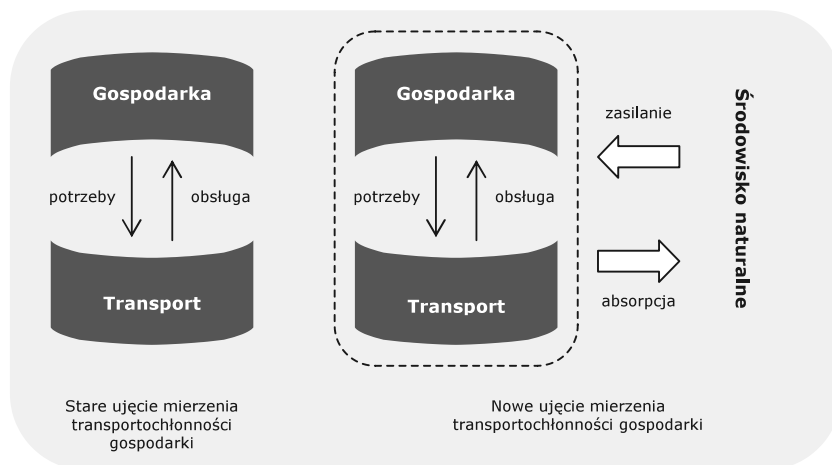 Gospodarka
potrzeby
obsługa
Transport
Stare ujęcie mierzenia
transportochłonności
gospodarki
Gospodarka
potrzeby
obsługa
Transport
zasilanie
absorpcja
Środowisko naturalne
Nowe ujęcie mierzenia
transportochłonności gospodarki